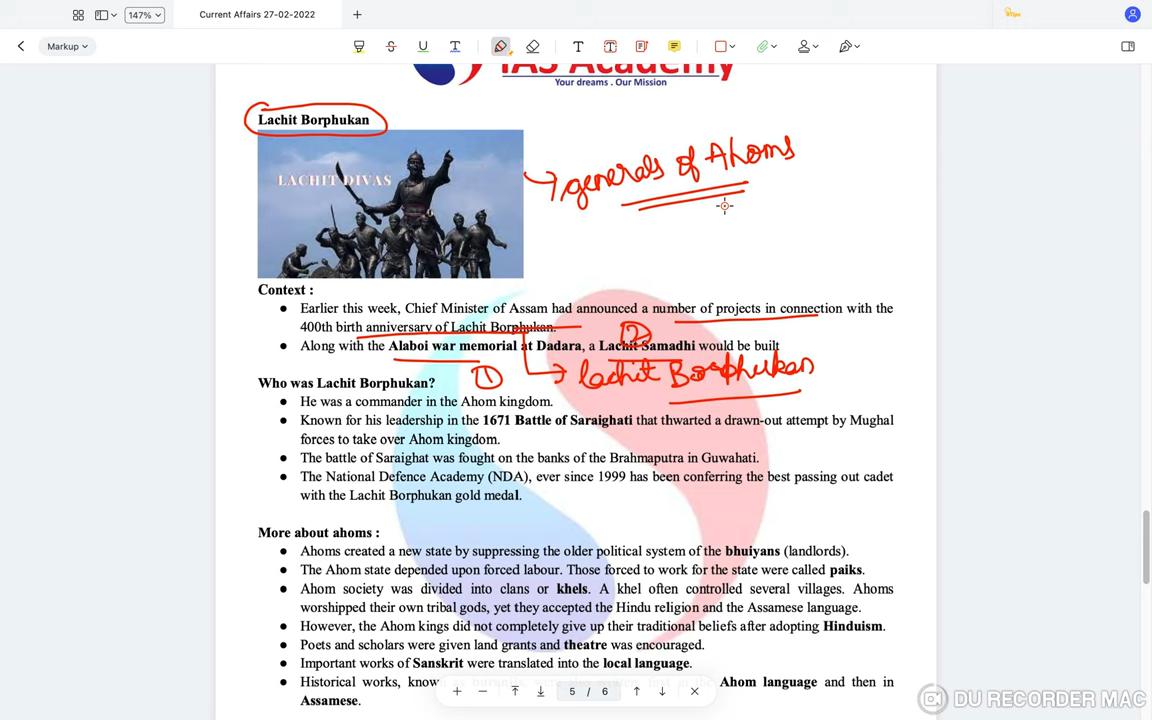 147%
Current Affairs 27-02-2022
Markup
IAS Academy
Your dreams . Our Mission
Lachit Borphukan
LACHIT DIVAS
generals of Ahoms
Context :
● Earlier this week, Chief Minister of Assam had announced a number of projects in connection with the
400th birth anniversary of Lachit Borphukan.
②
● Along with the Alaboi war memorial at Dadara, a Lachit Samadhi would be built
①
lachit Borphukan
Who was Lachit Borphukan?
● He was a commander in the Ahom kingdom.
● Known for his leadership in the 1671 Battle of Saraighati that thwarted a drawn-out attempt by Mughal
forces to take over Ahom kingdom.
● The battle of Saraighat was fought on the banks of the Brahmaputra in Guwahati.
● The National Defence Academy (NDA), ever since 1999 has been conferring the best passing out cadet
with the Lachit Borphukan gold medal.
More about ahoms :
● Ahoms created a new state by suppressing the older political system of the bhuiyans (landlords).
● The Ahom state depended upon forced labour. Those forced to work for the state were called paiks.
● Ahom society was divided into clans or khels. A khel often controlled several villages. Ahoms
worshipped their own tribal gods, yet they accepted the Hindu religion and the Assamese language.
● However, the Ahom kings did not completely give up their traditional beliefs after adopting Hinduism.
● Poets and scholars were given land grants and theatre was encouraged.
● Important works of Sanskrit were translated into the local language.
● Historical works, Ahom language and then in
Assamese.
5 / 6
DU RECORDER MAC